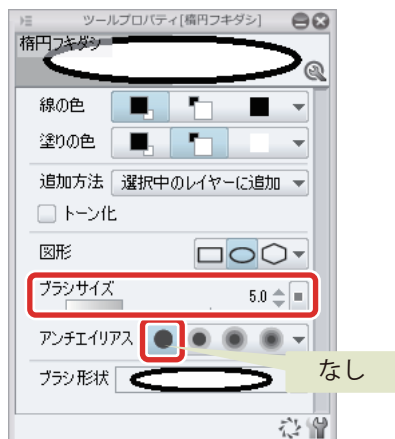 ツールプロパティ[楕円フキダシ]
楕円フキダシ
線の色
塗りの色
追加方法 選択中のレイヤーに追加
トーン化
図形
ブラシサイズ 5.0
アンチエイリアス
なし
ブラシ形状